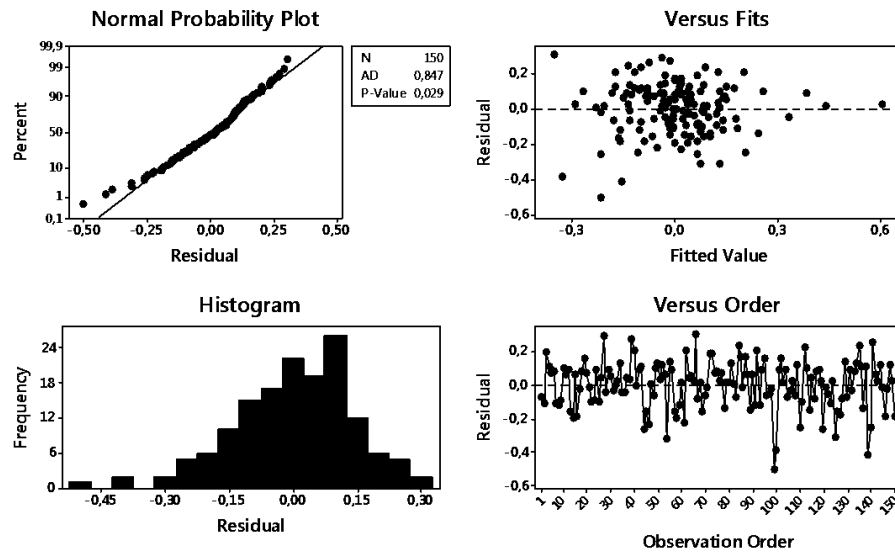 Normal Probability Plot
99,9
99
90
50
10
1
0,1
Percent
-0,50 -0,25 0,00 0,25 0,50
Residual
N 150
AD 0,847
P-Value 0,029
Versus Fits
0,2
0,0
-0,2
-0,4
-0,6
Residual
-0,3 0,0 0,3 0,6
Fitted Value
Histogram
24
18
12
6
0
Frequency
-0,45 -0,30 -0,15 0,00 0,15 0,30
Residual
Versus Order
0,2
0,0
-0,2
-0,4
-0,6
Residual
1 10 20 30 40 50 60 70 80 90 100 110 120 130 140 150
Observation Order